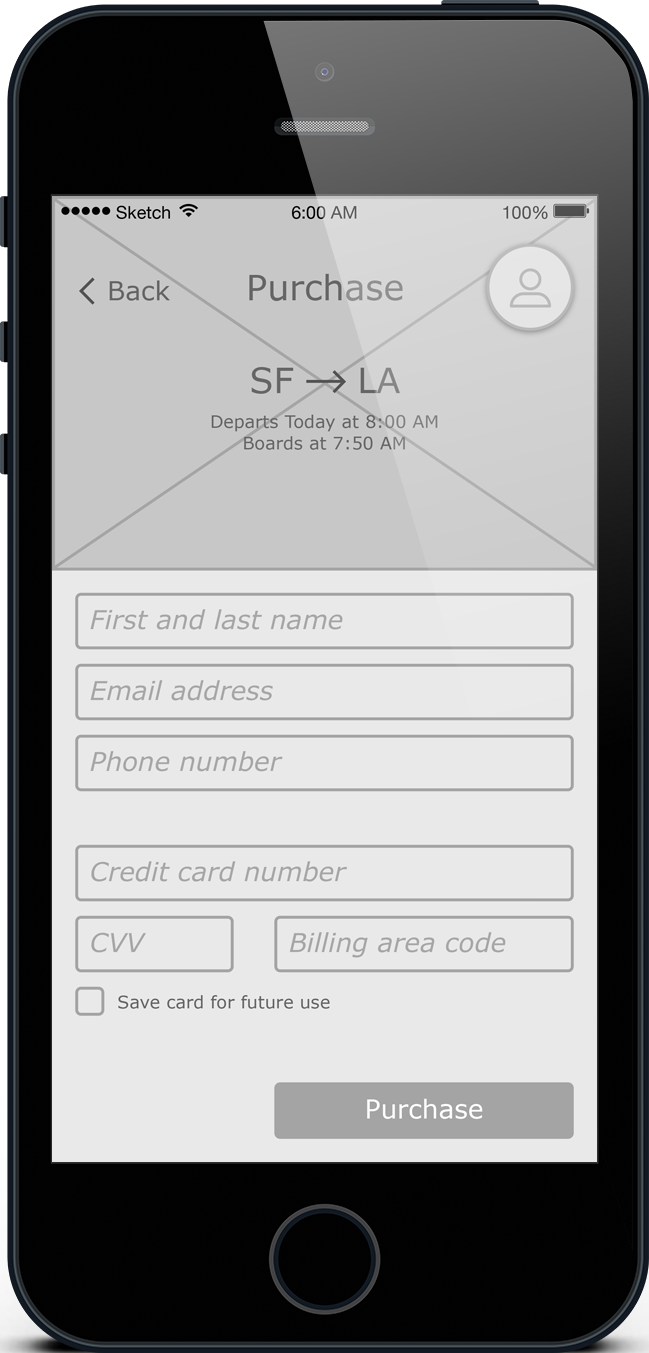 Sketch 6:00 AM 100%
Back Purchase
SF → LA
Departs Today at 8:00 AM
Boards at 7:50 AM
First and last name
Email address
Phone number
Credit card number
CVV Billing area code
Save card for future use
Purchase